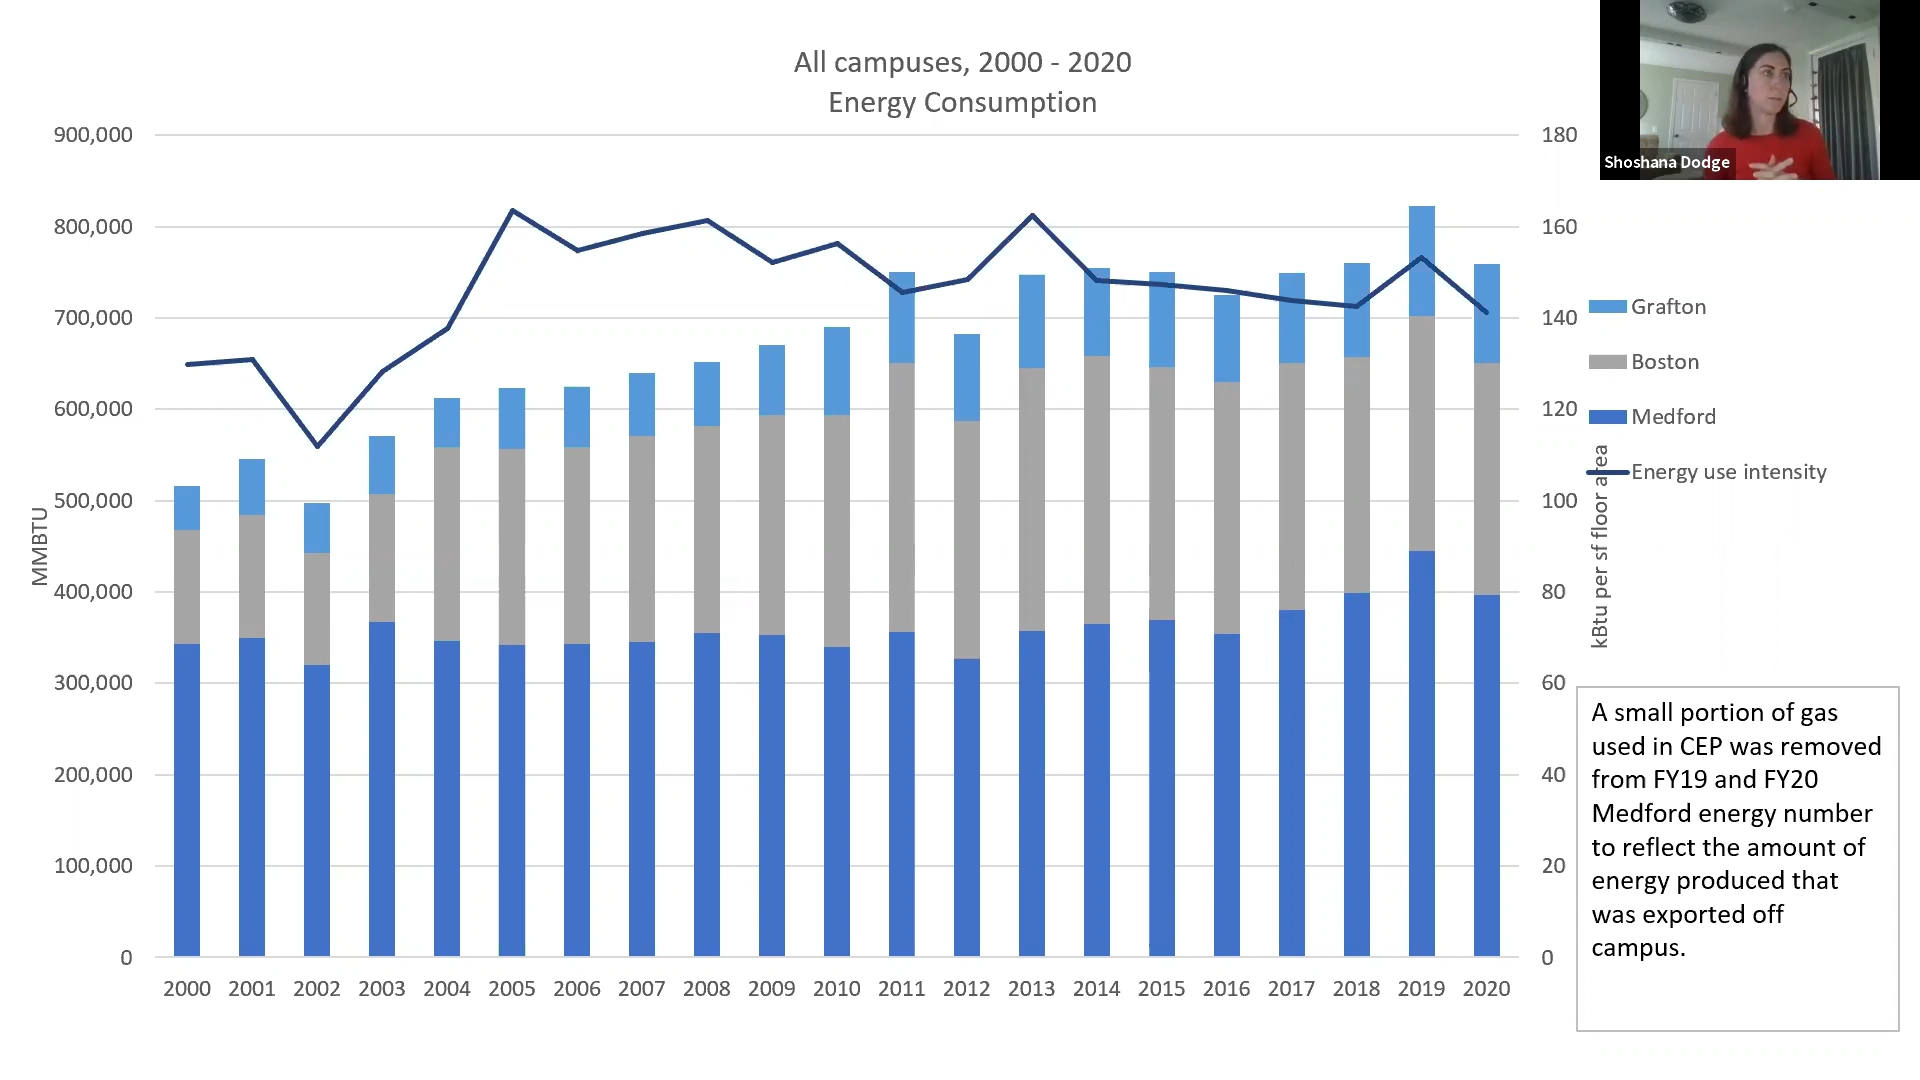 All campuses, 2000 - 2020
Energy Consumption
Shoshana Dodge
900,000
800,000
700,000
600,000
500,000
400,000
300,000
200,000
100,000
0
MMBTU
180
160
140
120
100
80
60
40
20
0
kBtu per sf floor area
Grafton
Boston
Medford
Energy use intensity
2000 2001 2002 2003 2004 2005 2006 2007 2008 2009 2010 2011 2012 2013 2014 2015 2016 2017 2018 2019 2020
A small portion of gas
used in CEP was removed
from FY19 and FY20
Medford energy number
to reflect the amount of
energy produced that
was exported off
campus.